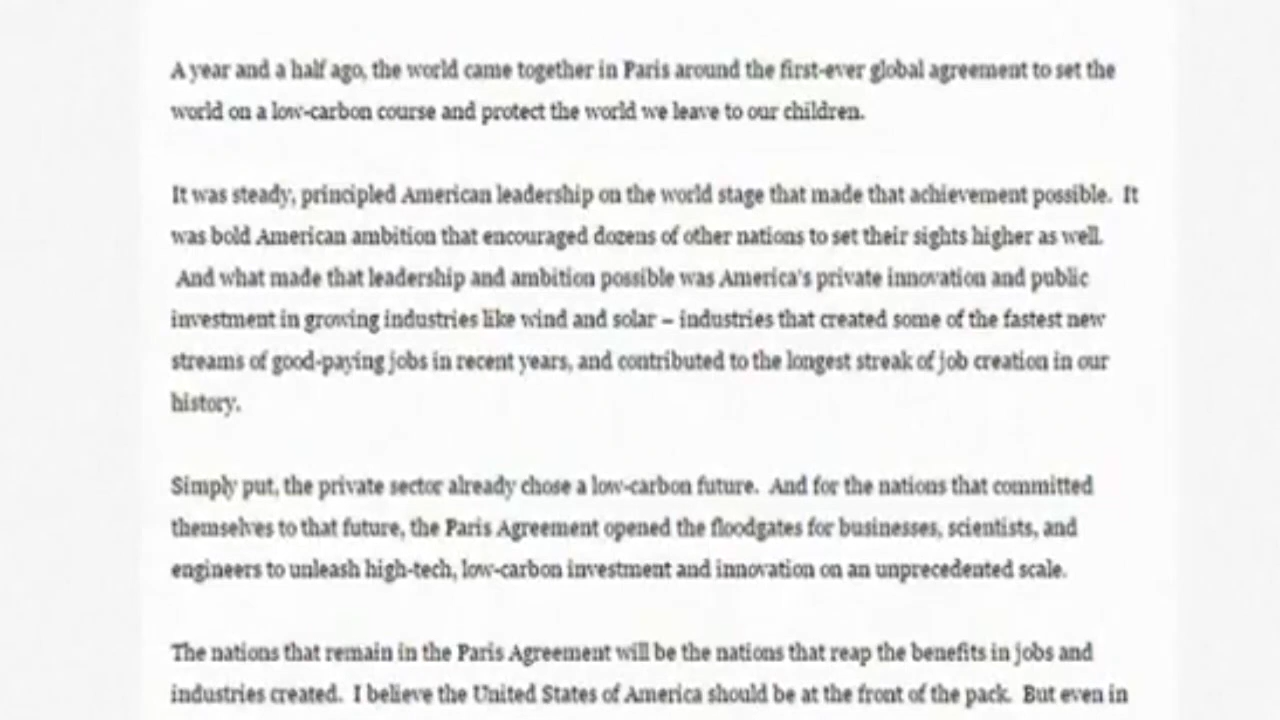 A year and a half ago, the world came together in Paris around the first-ever global agreement to set the
world on a low-carbon course and protect the world we leave to our children.
It was steady, principled American leadership on the world stage that made that achievement possible. It
was bold American ambition that encouraged dozens of other nations to set their sights higher as well.
And what made that leadership and ambition possible was America's private innovation and public
investment in growing industries like wind and solar – industries that created some of the fastest new
streams of good-paying jobs in recent years, and contributed to the longest streak of job creation in our
history.
Simply put, the private sector already chose a low-carbon future. And for the nations that committed
themselves to that future, the Paris Agreement opened the floodgates for businesses, scientists, and
engineers to unleash high-tech, low-carbon investment and innovation on an unprecedented scale.
The nations that remain in the Paris Agreement will be the nations that reap the benefits in jobs and
industries created. I believe the United States of America should be at the front of the pack. But even in